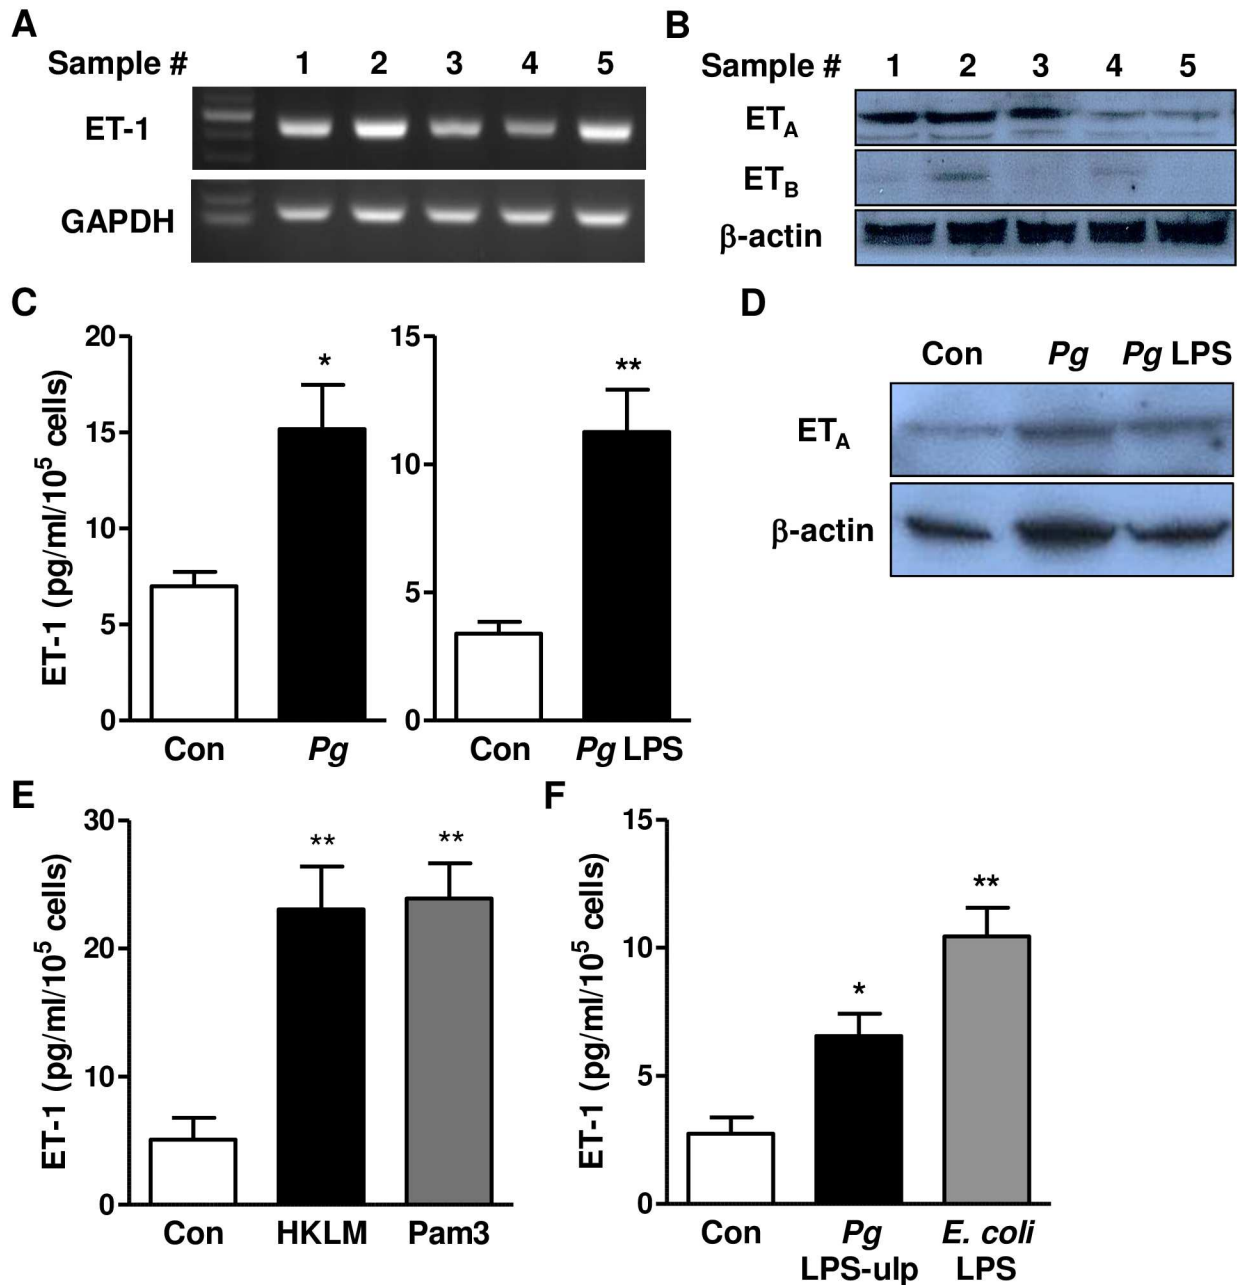 A
Sample # 1 2 3 4 5
ET-1
GAPDH
B
Sample # 1 2 3 4 5
ETA
ETB
β-actin
C
ET-1 (pg/ml/10⁵ cells)
20
15
10
5
0
Con Pg
*
15
10
5
0
Con Pg LPS
**
D
Con Pg Pg LPS
ETA
β-actin
E
ET-1 (pg/ml/10⁵ cells)
30
20
10
0
** **
Con HKLM Pam3
F
ET-1 (pg/ml/10⁵ cells)
15
10
5
0
* **
Con Pg E. coli
LPS-ulp LPS